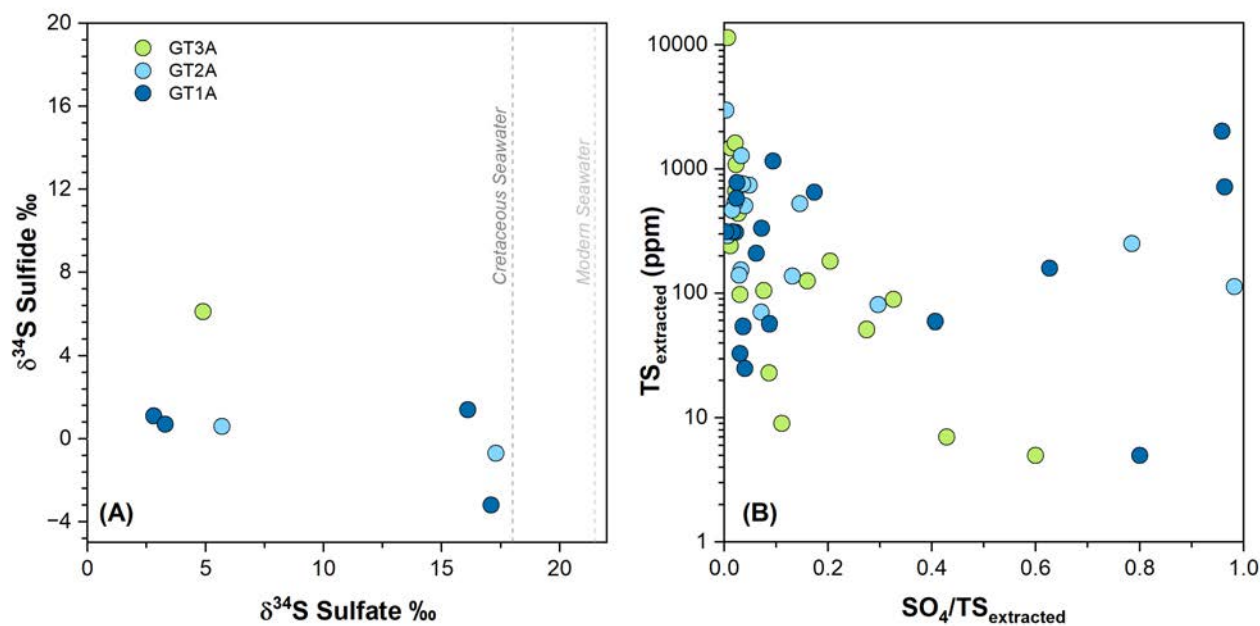 20
16
12
8
4
0
−4
δ³⁴S Sulfide ‰
GT3A
GT2A
GT1A
Cretaceous Seawater
Modern Seawater
(A)
0
5
10
15
20
δ³⁴S Sulfate ‰
10000
1000
100
10
1
TSextracted (ppm)
(B)
0.0
0.2
0.4
0.6
0.8
1.0
SO₄/TSextracted